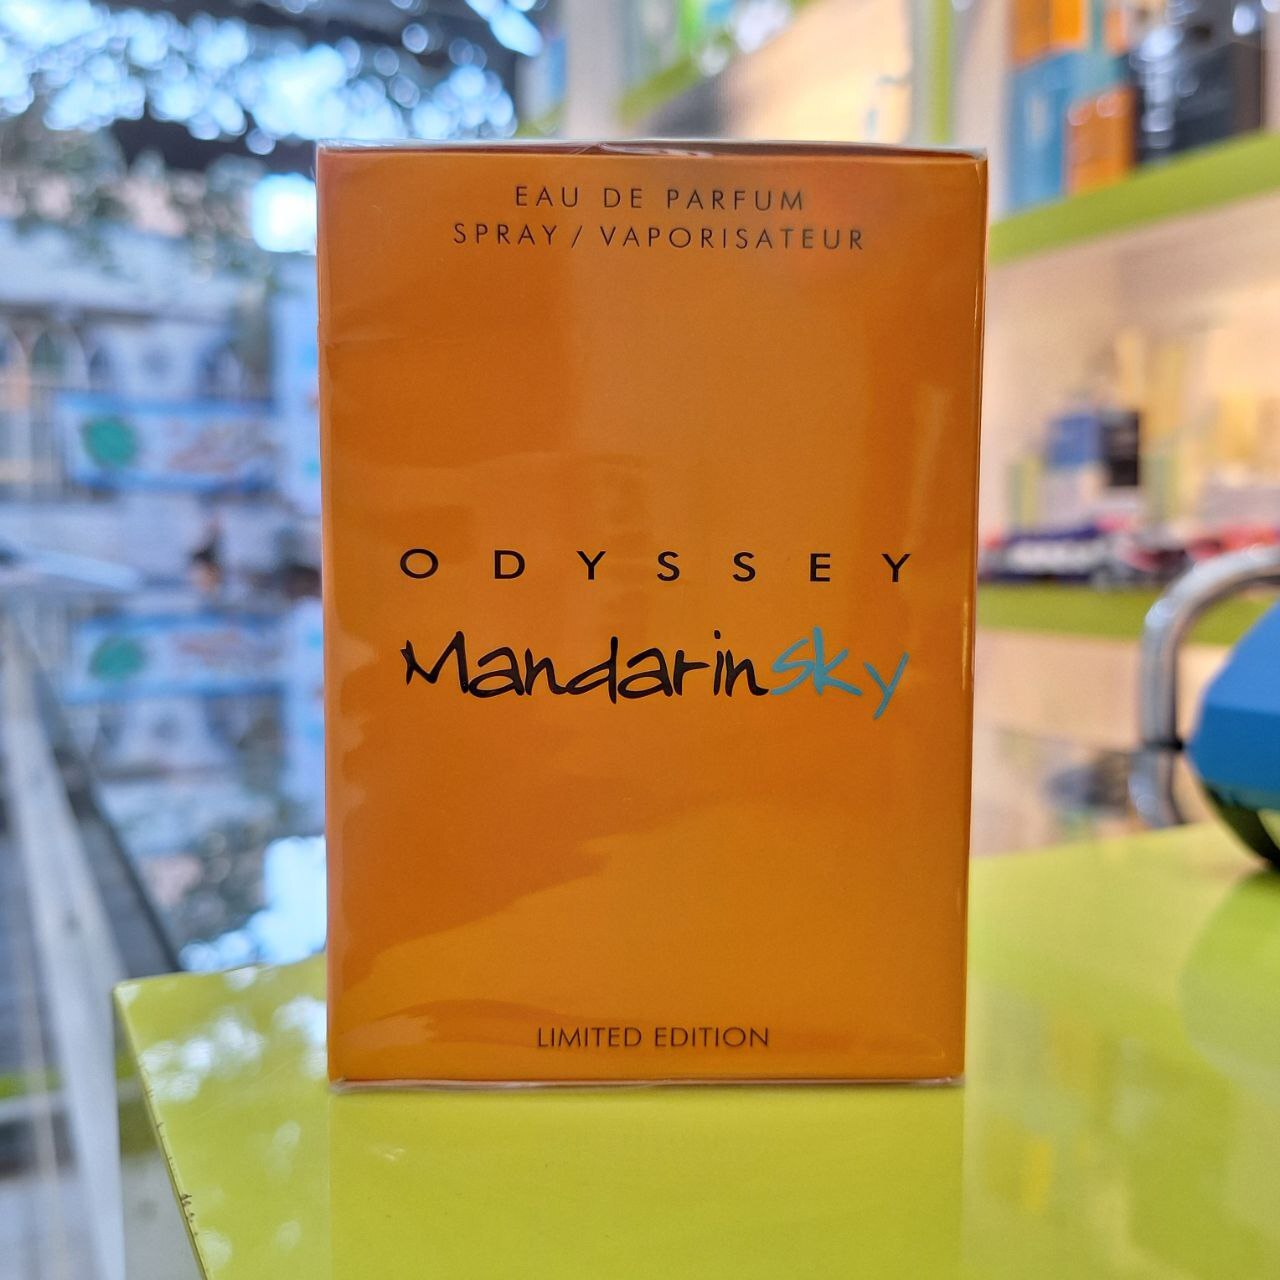 EAU DE PARFUM
SPRAY / VAPORISATEUR
ODYSSEY
MandarinSky
LIMITED EDITION